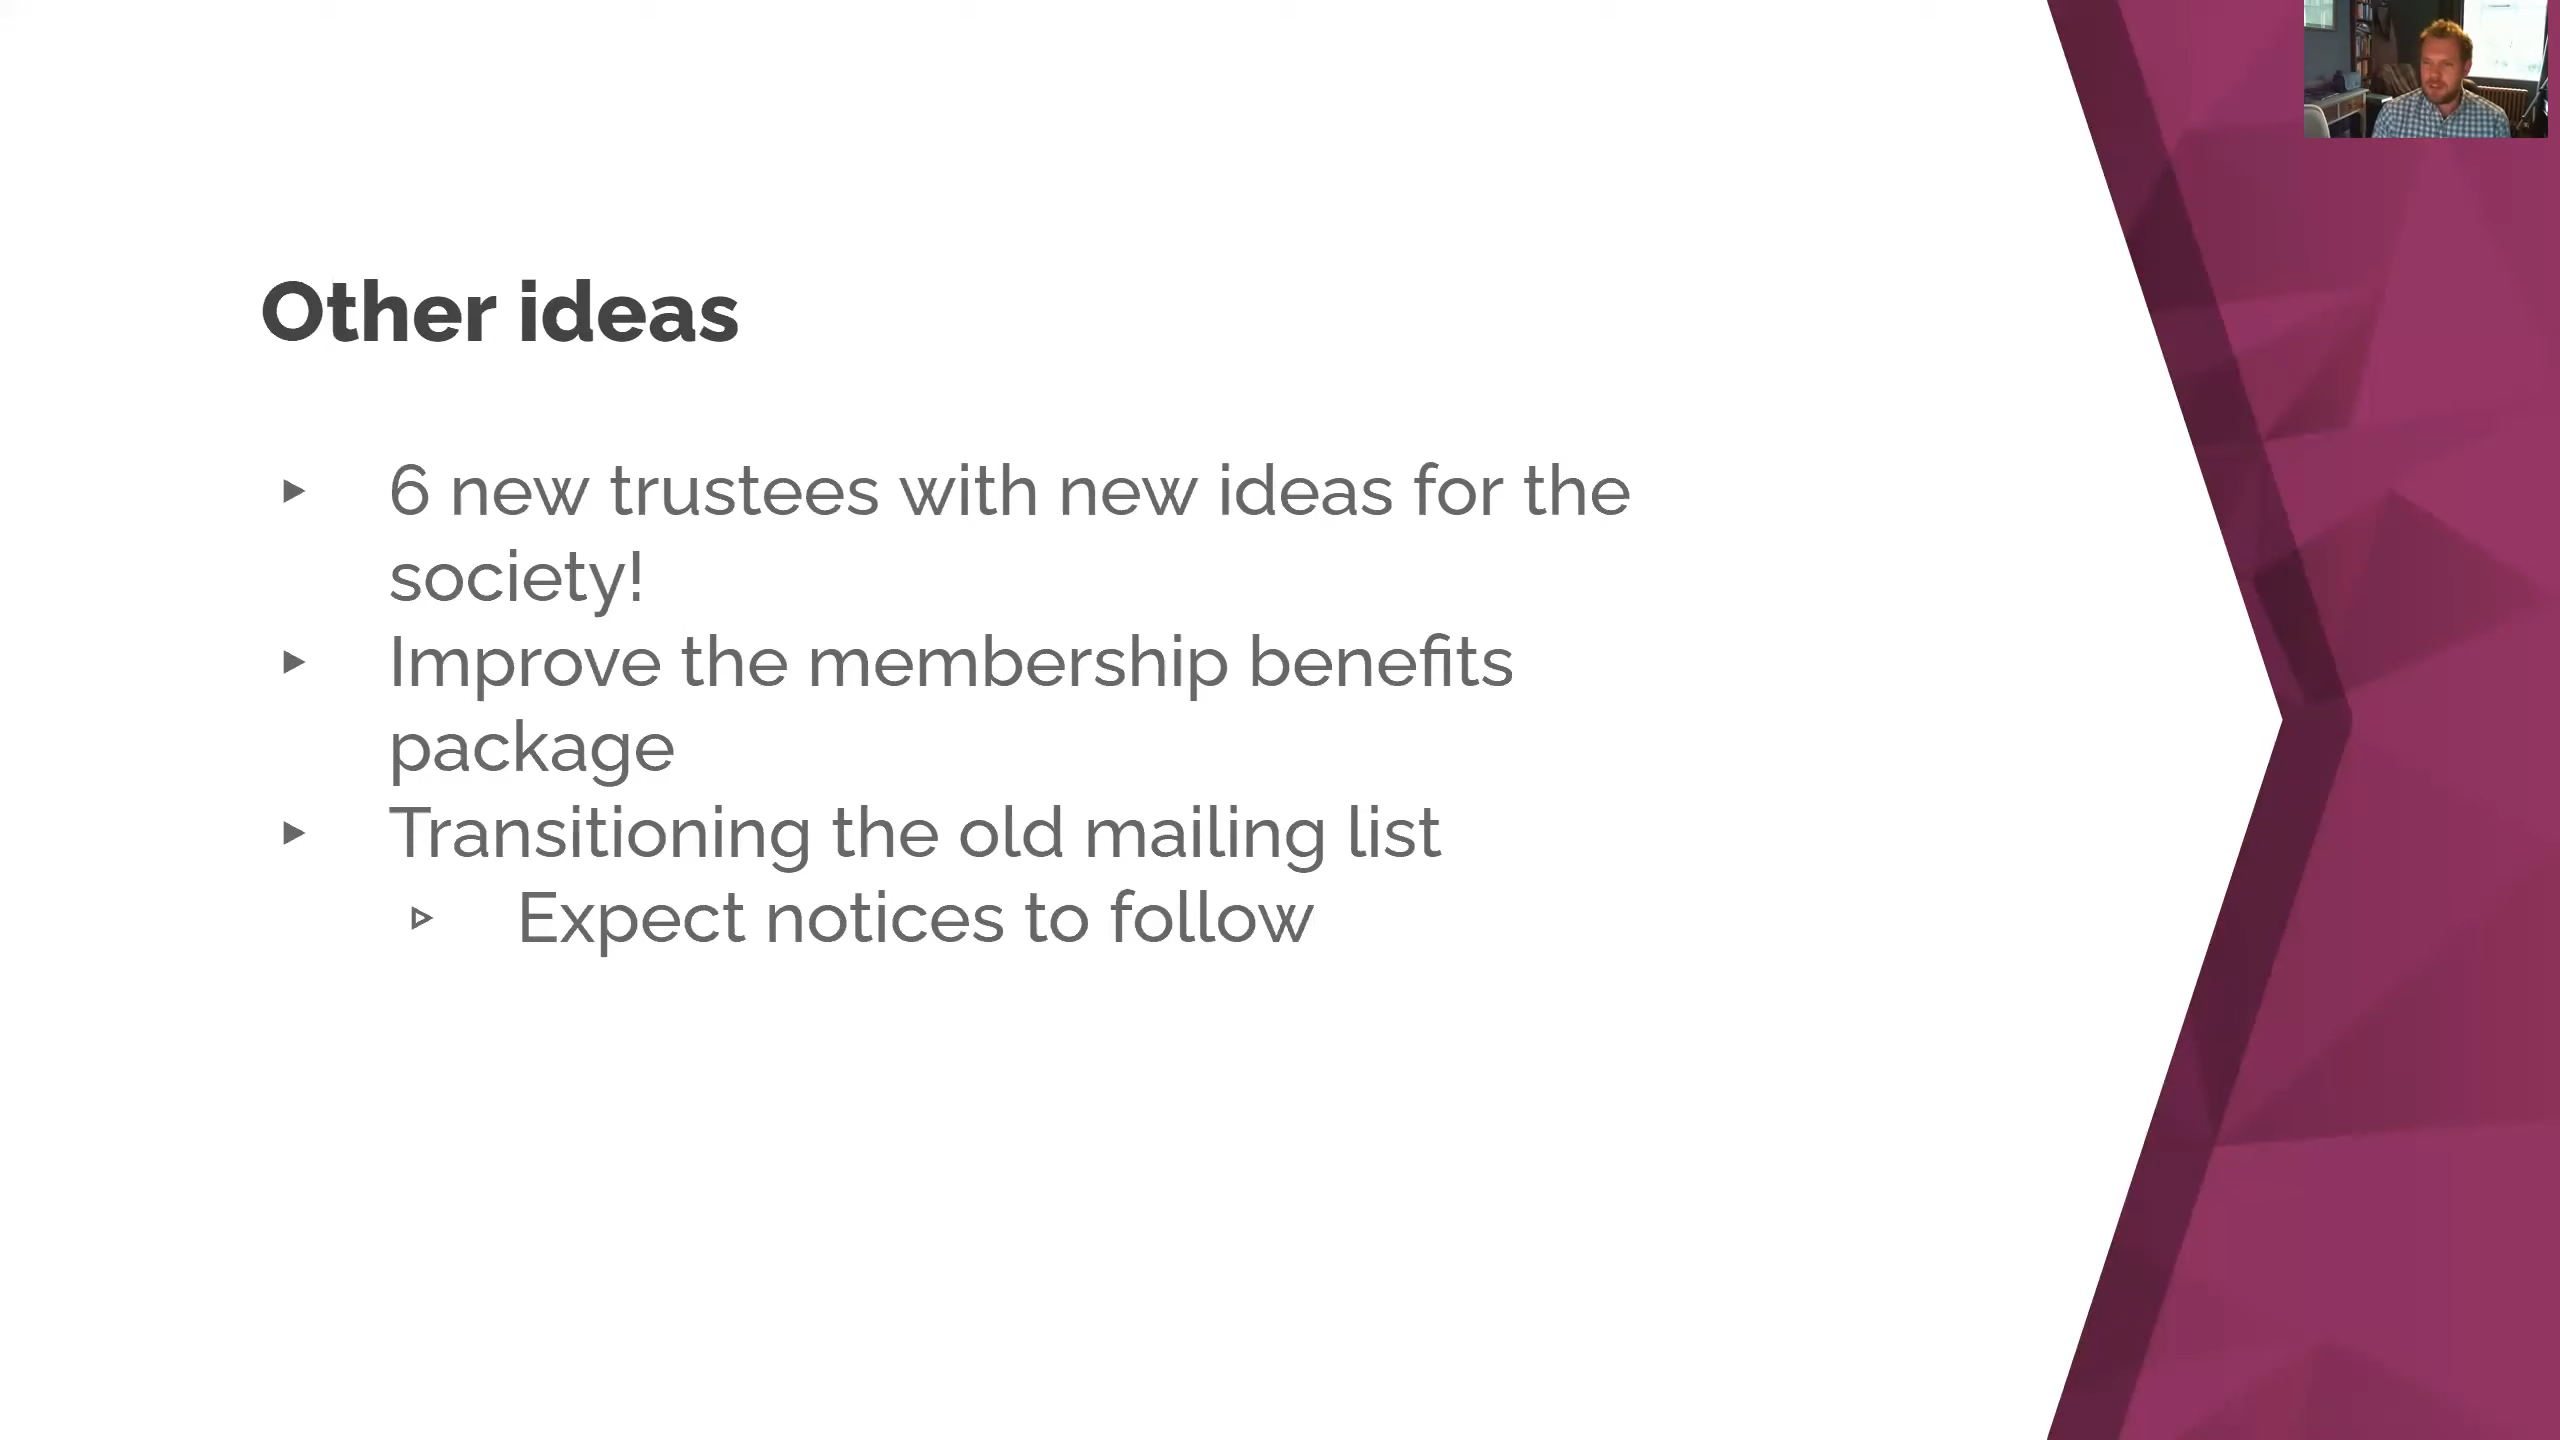 Other ideas
6 new trustees with new ideas for the
society!
Improve the membership benefits
package
Transitioning the old mailing list
Expect notices to follow